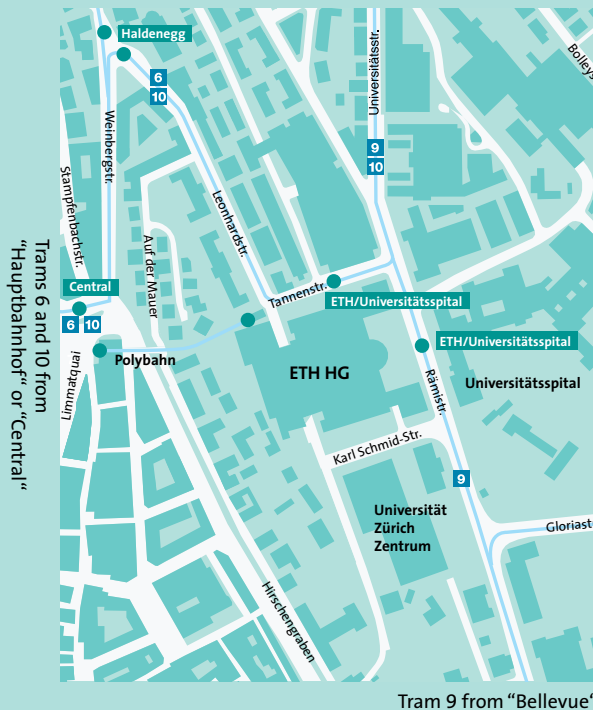 Haldenegg
6
10
Universitätsstr.
Bolleys
Weinbergstr.
9
10
Stampfenbachstr.
Leonhardstr.
Auf der Mauer
Central
6 10
Tannenstr.
ETH/Universitätsspital
ETH/Universitätsspital
Limmatquai
Polybahn
ETH HG
Rämistr.
Universitätsspital
Karl Schmid-Str.
9
Universität
Zürich
Zentrum
Gloriast
Hirschengraben
Trams 6 and 10 from
"Hauptbahnhof" or "Central"
Tram 9 from "Bellevue"